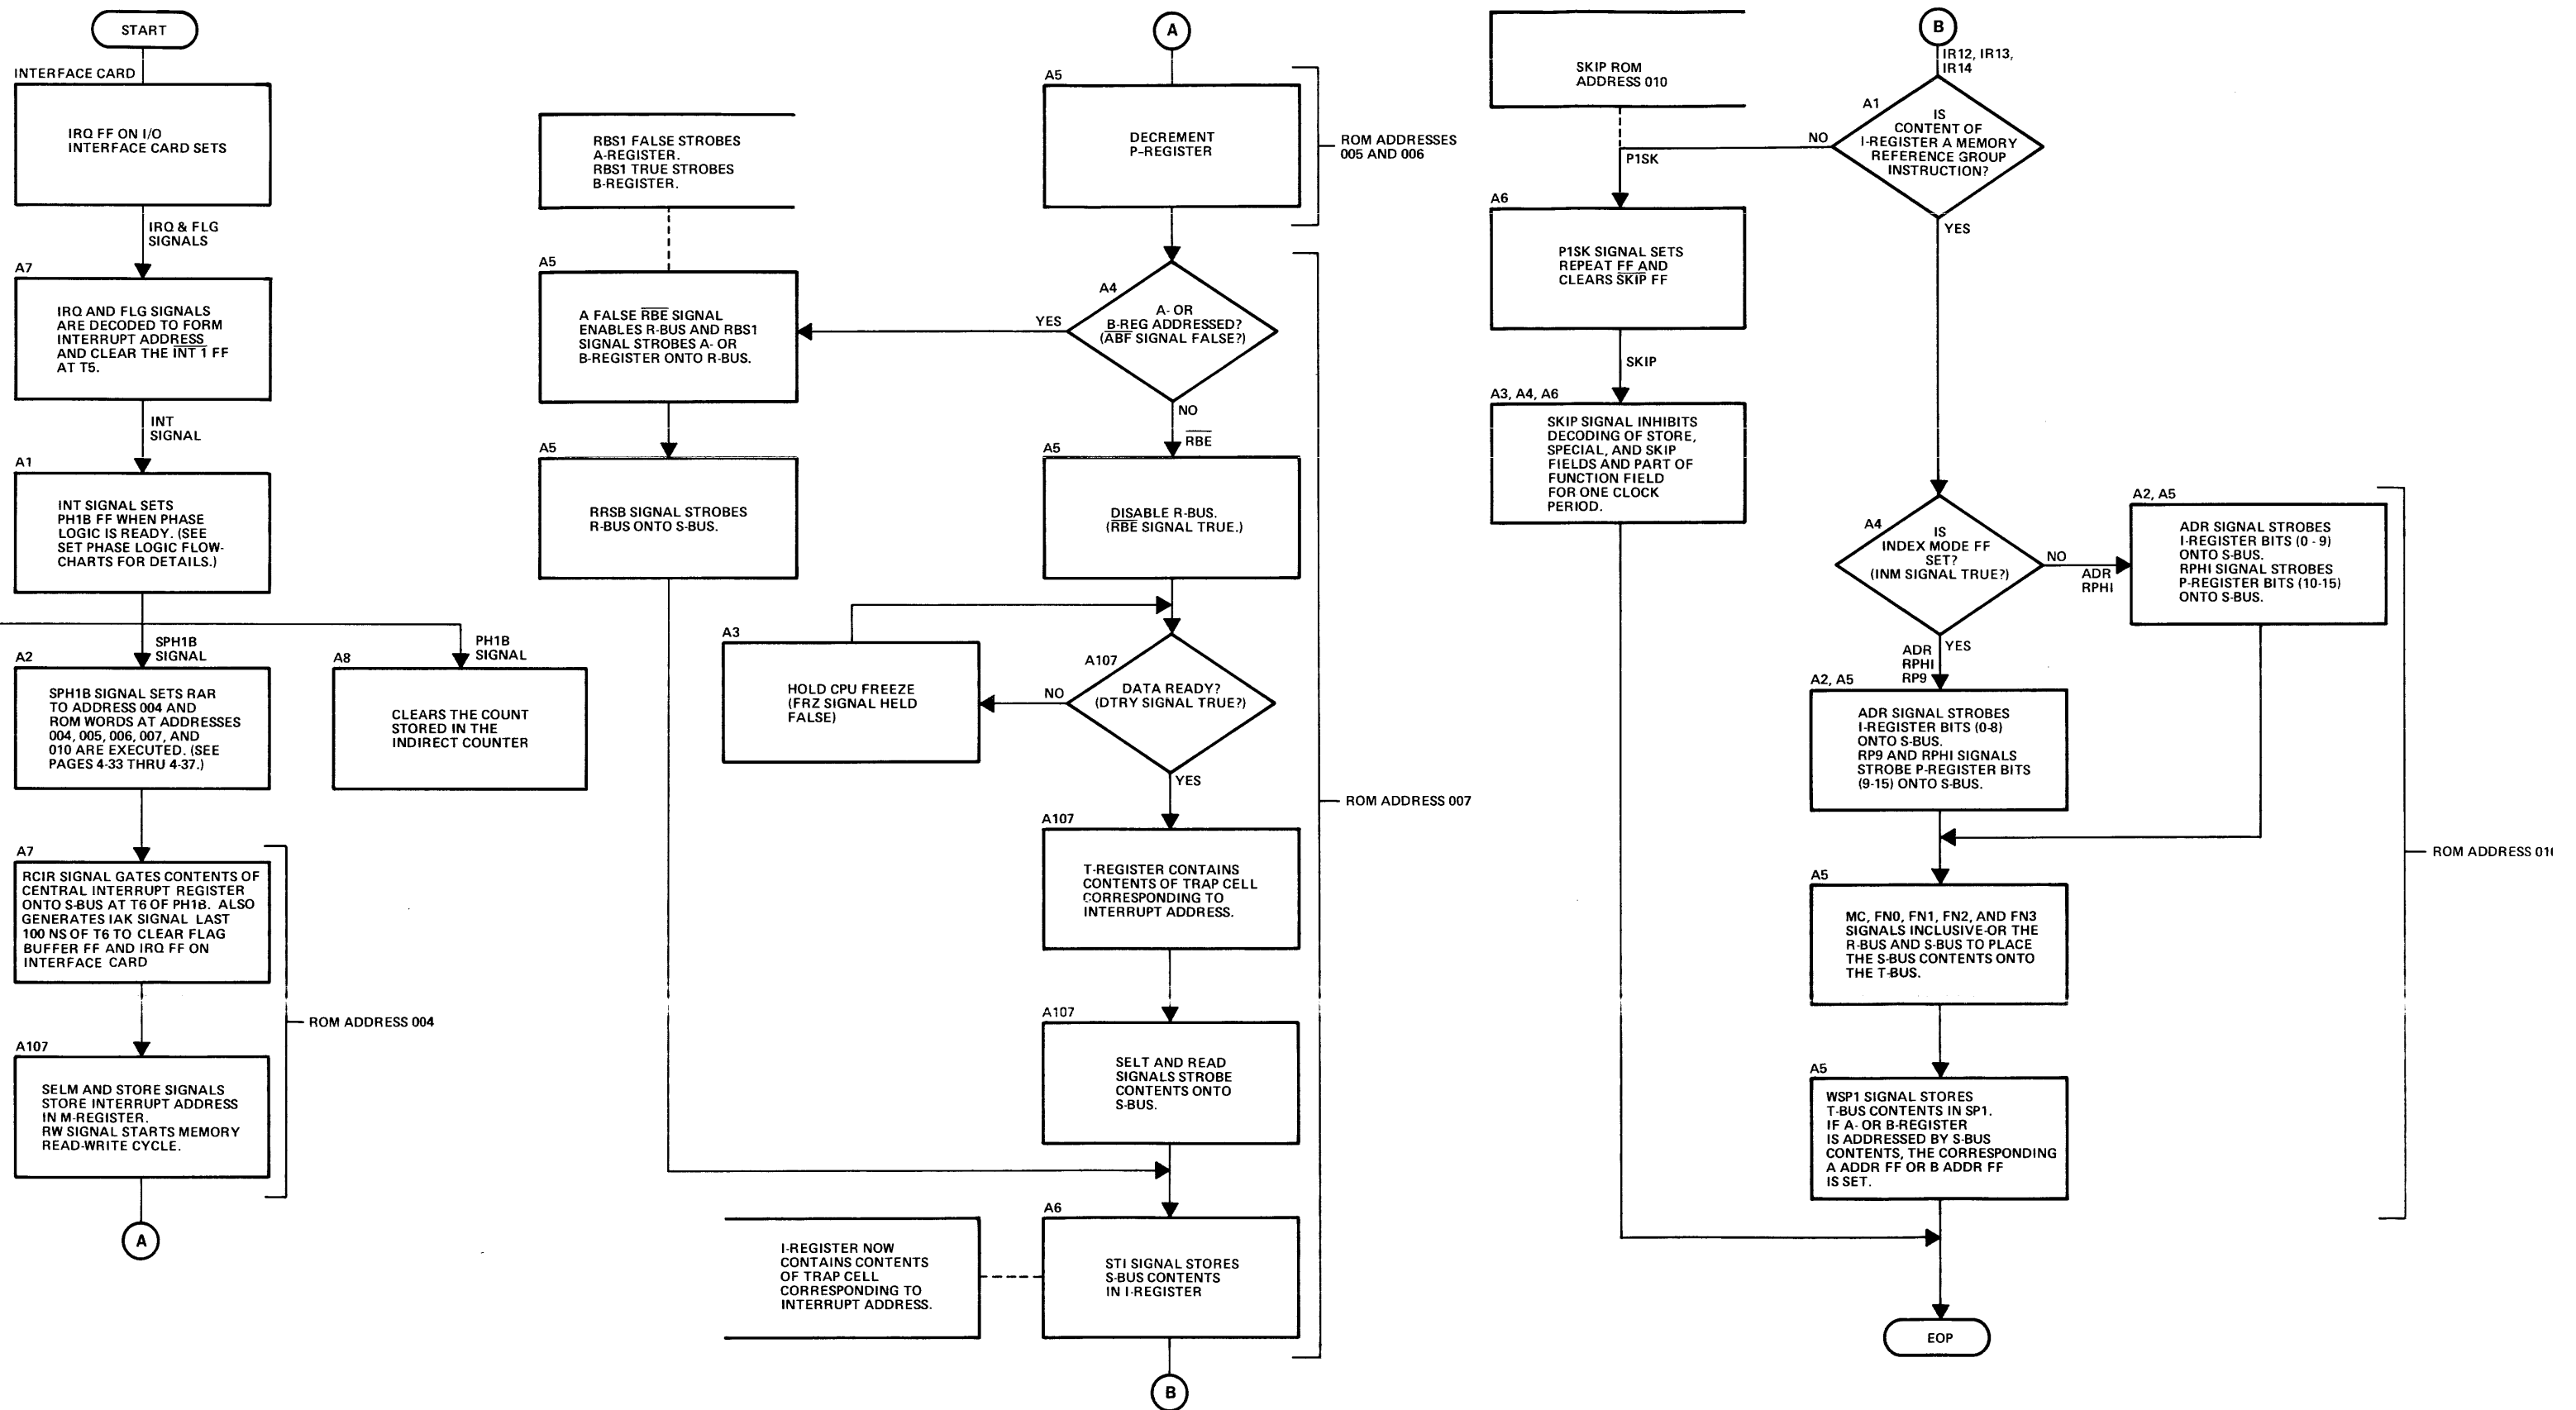 START
INTERFACE CARD
IRQ FF ON I/O
INTERFACE CARD SETS
IRQ & FLG
SIGNALS
A7
IRQ AND FLG SIGNALS
ARE DECODED TO FORM
INTERRUPT ADDRESS
AND CLEAR THE INT 1 FF
AT T5.
INT
SIGNAL
A1
INT SIGNAL SETS
PH1B FF WHEN PHASE
LOGIC IS READY. (SEE
SET PHASE LOGIC FLOW-
CHARTS FOR DETAILS.)
SPH1B
SIGNAL
PH1B
SIGNAL
A2
SPH1B SIGNAL SETS RAR
TO ADDRESS 004 AND
ROM WORDS AT ADDRESSES
004, 005, 006, 007, AND
010 ARE EXECUTED. (SEE
PAGES 4-33 THRU 4-37.)
A8
CLEARS THE COUNT
STORED IN THE
INDIRECT COUNTER
A7
RCIR SIGNAL GATES CONTENTS OF
CENTRAL INTERRUPT REGISTER
ONTO S-BUS AT T6 OF PH1B. ALSO
GENERATES IAK SIGNAL LAST
100 NS OF T6 TO CLEAR FLAG
BUFFER FF AND IRQ FF ON
INTERFACE CARD
ROM ADDRESS 004
A107
SELM AND STORE SIGNALS
STORE INTERRUPT ADDRESS
IN M-REGISTER.
RW SIGNAL STARTS MEMORY
READ-WRITE CYCLE.
A
A
A5
DECREMENT
P-REGISTER
ROM ADDRESSES
005 AND 006
RBS1 FALSE STROBES
A-REGISTER.
RBS1 TRUE STROBES
B-REGISTER.
A4
A- OR
B-REG ADDRESSED?
(ABF SIGNAL FALSE?)
YES
NO
A5
A FALSE RBE SIGNAL
ENABLES R-BUS AND RBS1
SIGNAL STROBES A- OR
B-REGISTER ONTO R-BUS.
A5
RRSB SIGNAL STROBES
R-BUS ONTO S-BUS.
RBE
A5
DISABLE R-BUS.
(RBE SIGNAL TRUE.)
A3
HOLD CPU FREEZE
(FRZ SIGNAL HELD
FALSE)
NO
A107
DATA READY?
(DTRY SIGNAL TRUE?)
YES
ROM ADDRESS 007
A107
T-REGISTER CONTAINS
CONTENTS OF TRAP CELL
CORRESPONDING TO
INTERRUPT ADDRESS.
A107
SELT AND READ
SIGNALS STROBE
CONTENTS ONTO
S-BUS.
A6
STI SIGNAL STORES
S-BUS CONTENTS
IN I-REGISTER
I-REGISTER NOW
CONTAINS CONTENTS
OF TRAP CELL
CORRESPONDING TO
INTERRUPT ADDRESS.
B
B
IR12, IR13,
IR14
A1
IS
CONTENT OF
I-REGISTER A MEMORY
REFERENCE GROUP
INSTRUCTION?
NO
YES
SKIP ROM
ADDRESS 010
P1SK
A6
P1SK SIGNAL SETS
REPEAT FF AND
CLEARS SKIP FF
SKIP
A3, A4, A6
SKIP SIGNAL INHIBITS
DECODING OF STORE,
SPECIAL, AND SKIP
FIELDS AND PART OF
FUNCTION FIELD
FOR ONE CLOCK
PERIOD.
A4
IS
INDEX MODE FF
SET?
(INM SIGNAL TRUE?)
NO
ADR
RPHI
A2, A5
ADR SIGNAL STROBES
I-REGISTER BITS (0 - 9)
ONTO S-BUS.
RPHI SIGNAL STROBES
P-REGISTER BITS (10-15)
ONTO S-BUS.
YES
ADR
RPHI
RP9
A2, A5
ADR SIGNAL STROBES
I-REGISTER BITS (0-8)
ONTO S-BUS.
RP9 AND RPHI SIGNALS
STROBE P-REGISTER BITS
(9-15) ONTO S-BUS.
ROM ADDRESS
A5
MC, FN0, FN1, FN2, AND FN3
SIGNALS INCLUSIVE-OR THE
R-BUS AND S-BUS TO PLACE
THE S-BUS CONTENTS ONTO
THE T-BUS.
A5
WSP1 SIGNAL STORES
T-BUS CONTENTS IN SP1.
IF A- OR B-REGISTER
IS ADDRESSED BY S-BUS
CONTENTS, THE CORRESPONDING
A ADDR FF OR B ADDR FF
IS SET.
EOP